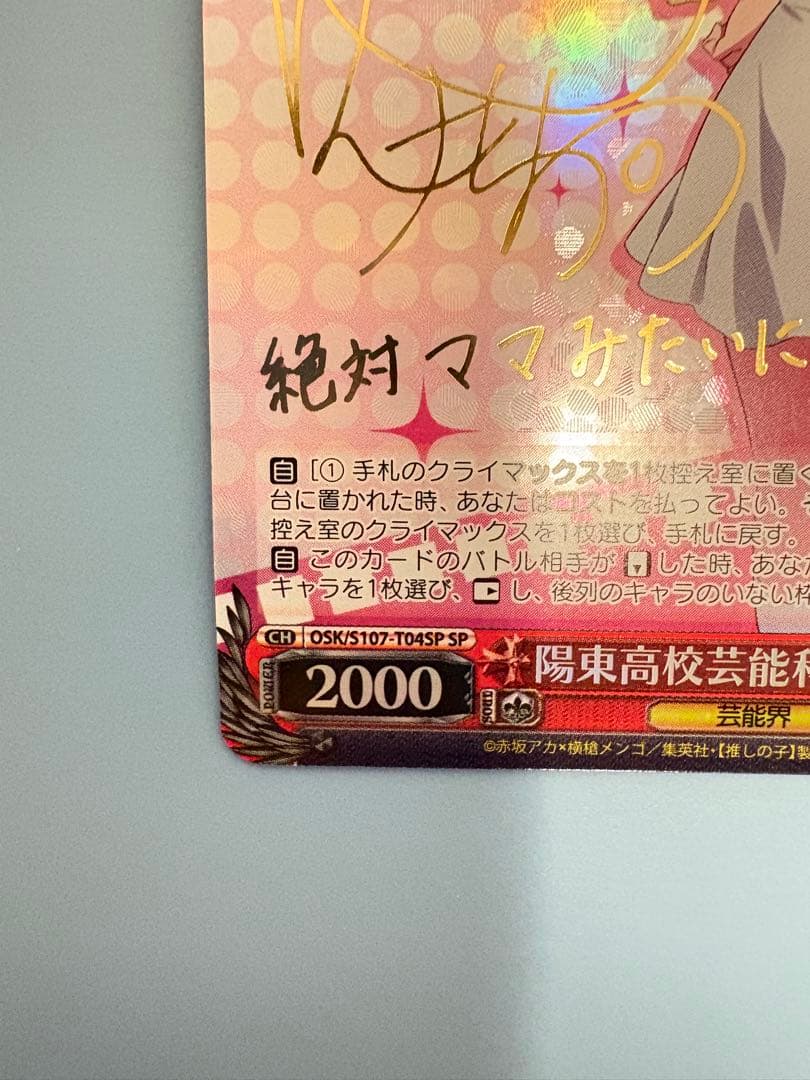 絶対ママみたいに
自 [① 手札のクライマックスを1枚控え室に置く
台に置かれた時、あなたはコストを払ってよい。
控え室のクライマックスを1枚選び、手札に戻す。
自 このカードのバトル相手が した時、あなた
キャラを1枚選び、 し、後列のキャラのいない枠
CH OSK/S107-T04SP SP
陽東高校芸能科
POWER 2000 SOUL
芸能界
©赤坂アカ×横槍メンゴ/集英社・【推しの子】製